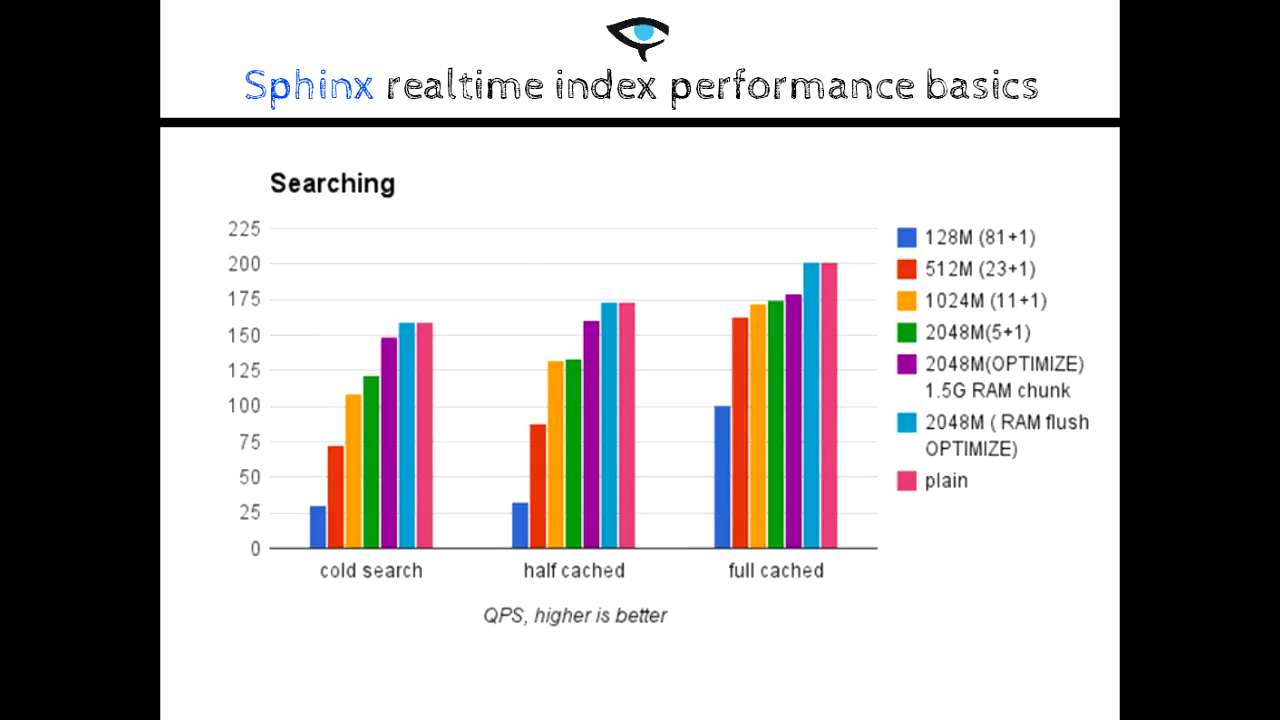 Sphinx realtime index performance basics
Searching
225
200
175
150
125
100
75
50
25
0
cold search
half cached
full cached
QPS, higher is better
128M (81+1)
512M (23+1)
1024M (11+1)
2048M(5+1)
2048M(OPTIMIZE)
1.5G RAM chunk
2048M ( RAM flush
OPTIMIZE)
plain